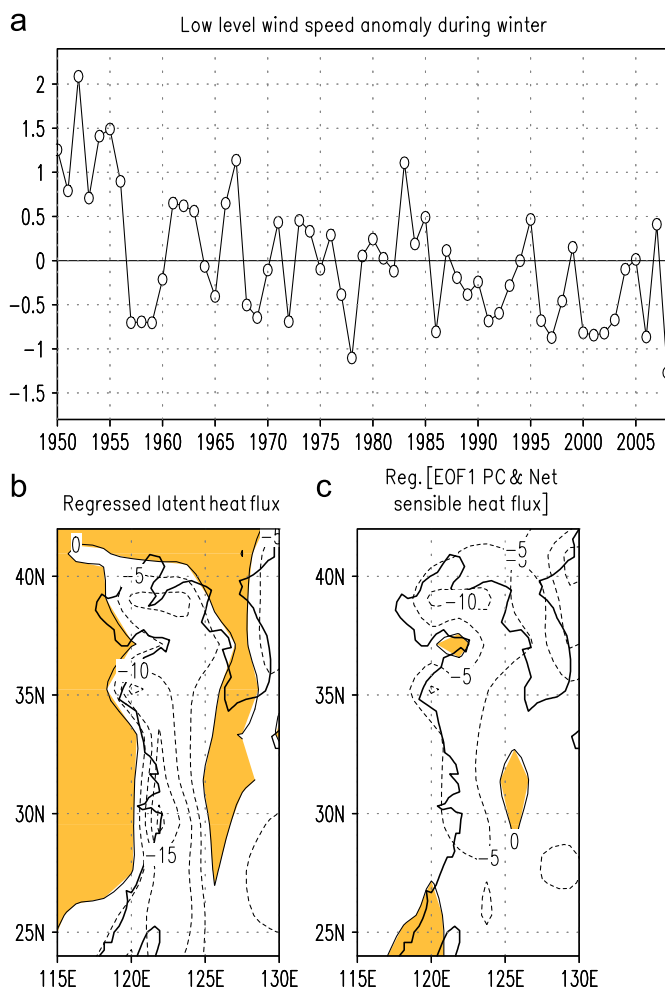 a
Low level wind speed anomaly during winter
2
1.5
1
0.5
0
−0.5
−1
−1.5
1950 1955 1960 1965 1970 1975 1980 1985 1990 1995 2000 2005
b
Regressed latent heat flux
c
Reg. [EOF1 PC & Net
sensible heat flux]
0
−5
−5
−10
−15
40N
35N
30N
25N
115E 120E 125E 130E
−5
−5
−10
−5
0
−5
40N
35N
30N
25N
115E 120E 125E 130E